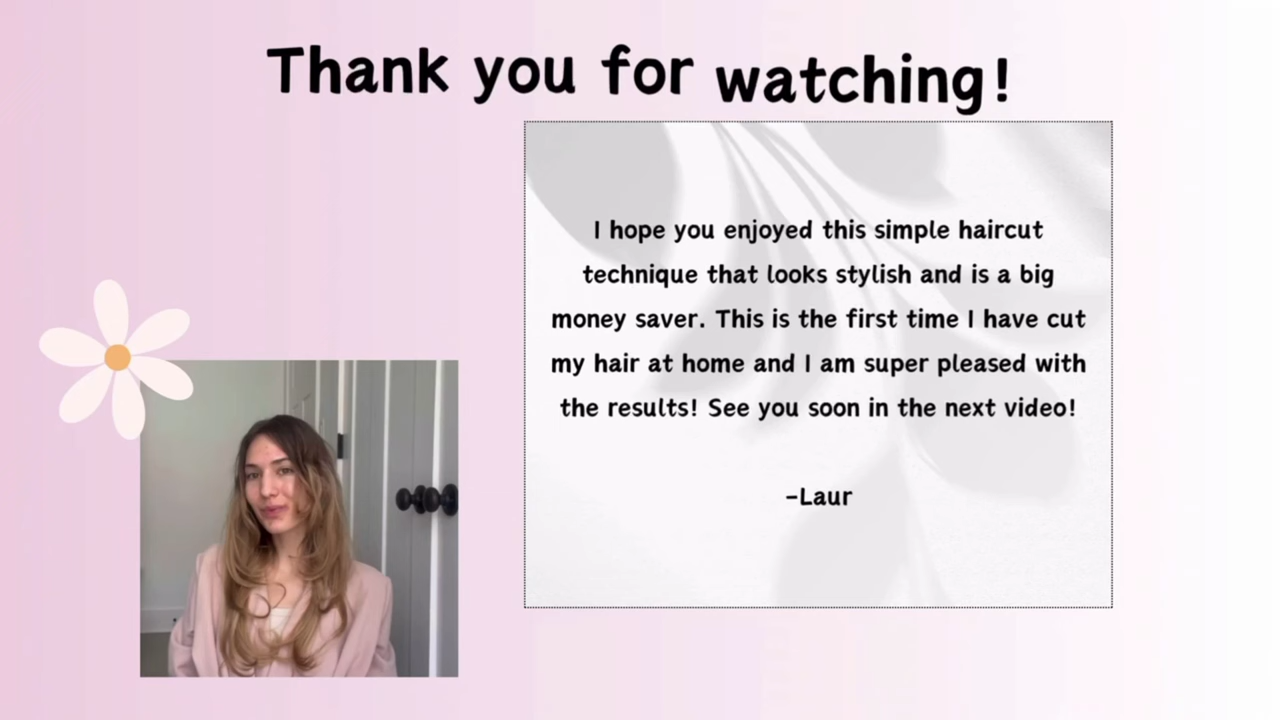 Thank you for watching!
I hope you enjoyed this simple haircut
technique that looks stylish and is a big
money saver. This is the first time I have cut
my hair at home and I am super pleased with
the results! See you soon in the next video!
-Laur